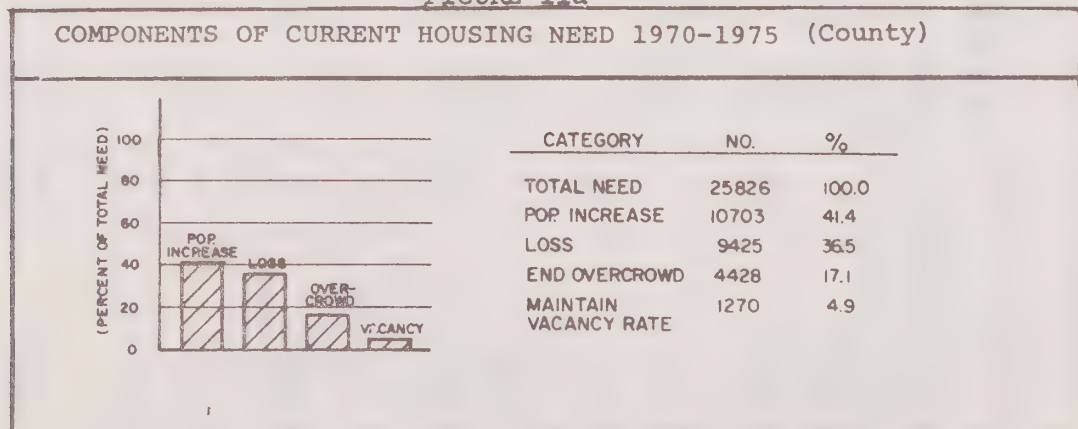 COMPONENTS OF CURRENT HOUSING NEED 1970-1975 (County)
(PERCENT OF TOTAL NEED)
100
80
60
40
20
0
POP.
INCREASE
LOSS
OVER-
CROWD
VACANCY
CATEGORY NO. %
TOTAL NEED 25826 100.0
POP. INCREASE 10703 41.4
LOSS 9425 36.5
END OVERCROWD 4428 17.1
MAINTAIN
VACANCY RATE 1270 4.9